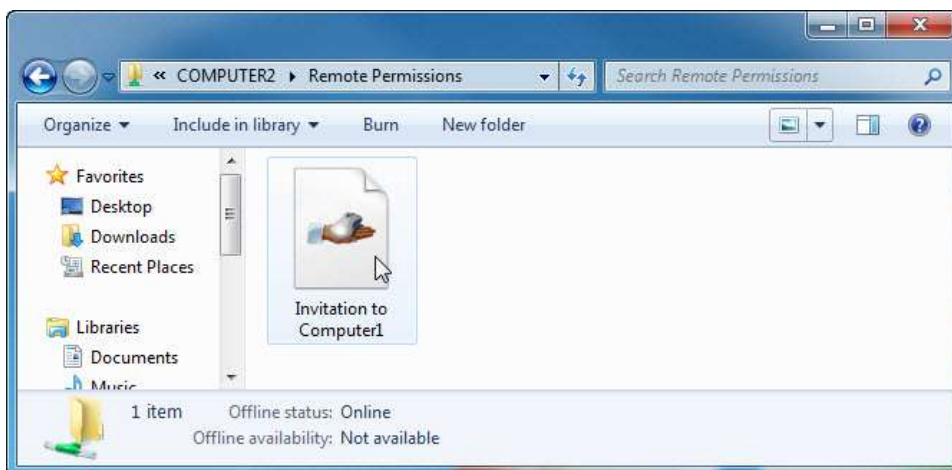 « COMPUTER2 ▸ Remote Permissions
Search Remote Permissions
Organize Include in library Burn New folder
Favorites
Desktop
Downloads
Recent Places
Libraries
Documents
Music
Invitation to
Computer1
1 item Offline status: Online
Offline availability: Not available